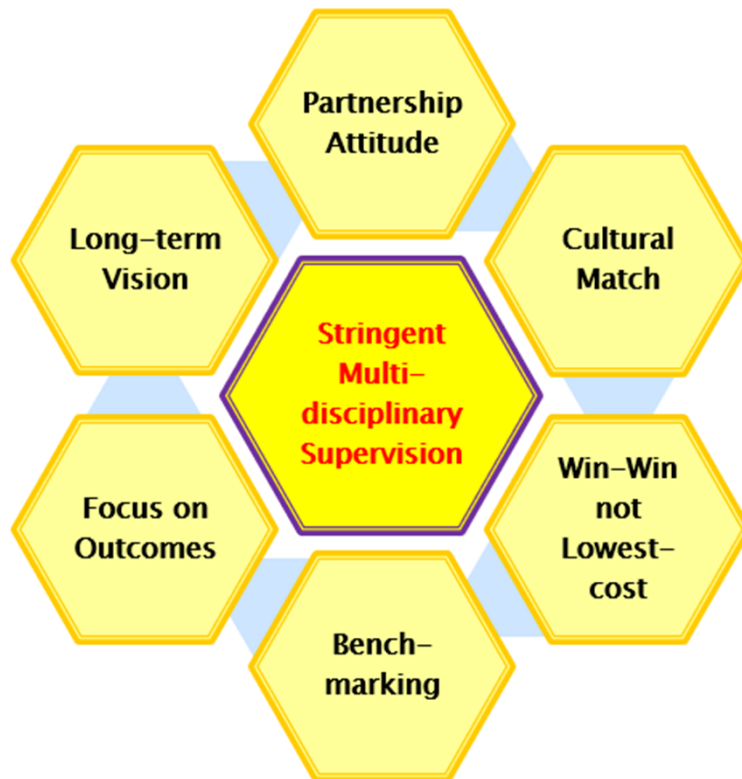 Partnership
Attitude
Cultural
Match
Win-Win
not
Lowest-
cost
Bench-
marking
Focus on
Outcomes
Long-term
Vision
Stringent
Multi-
disciplinary
Supervision